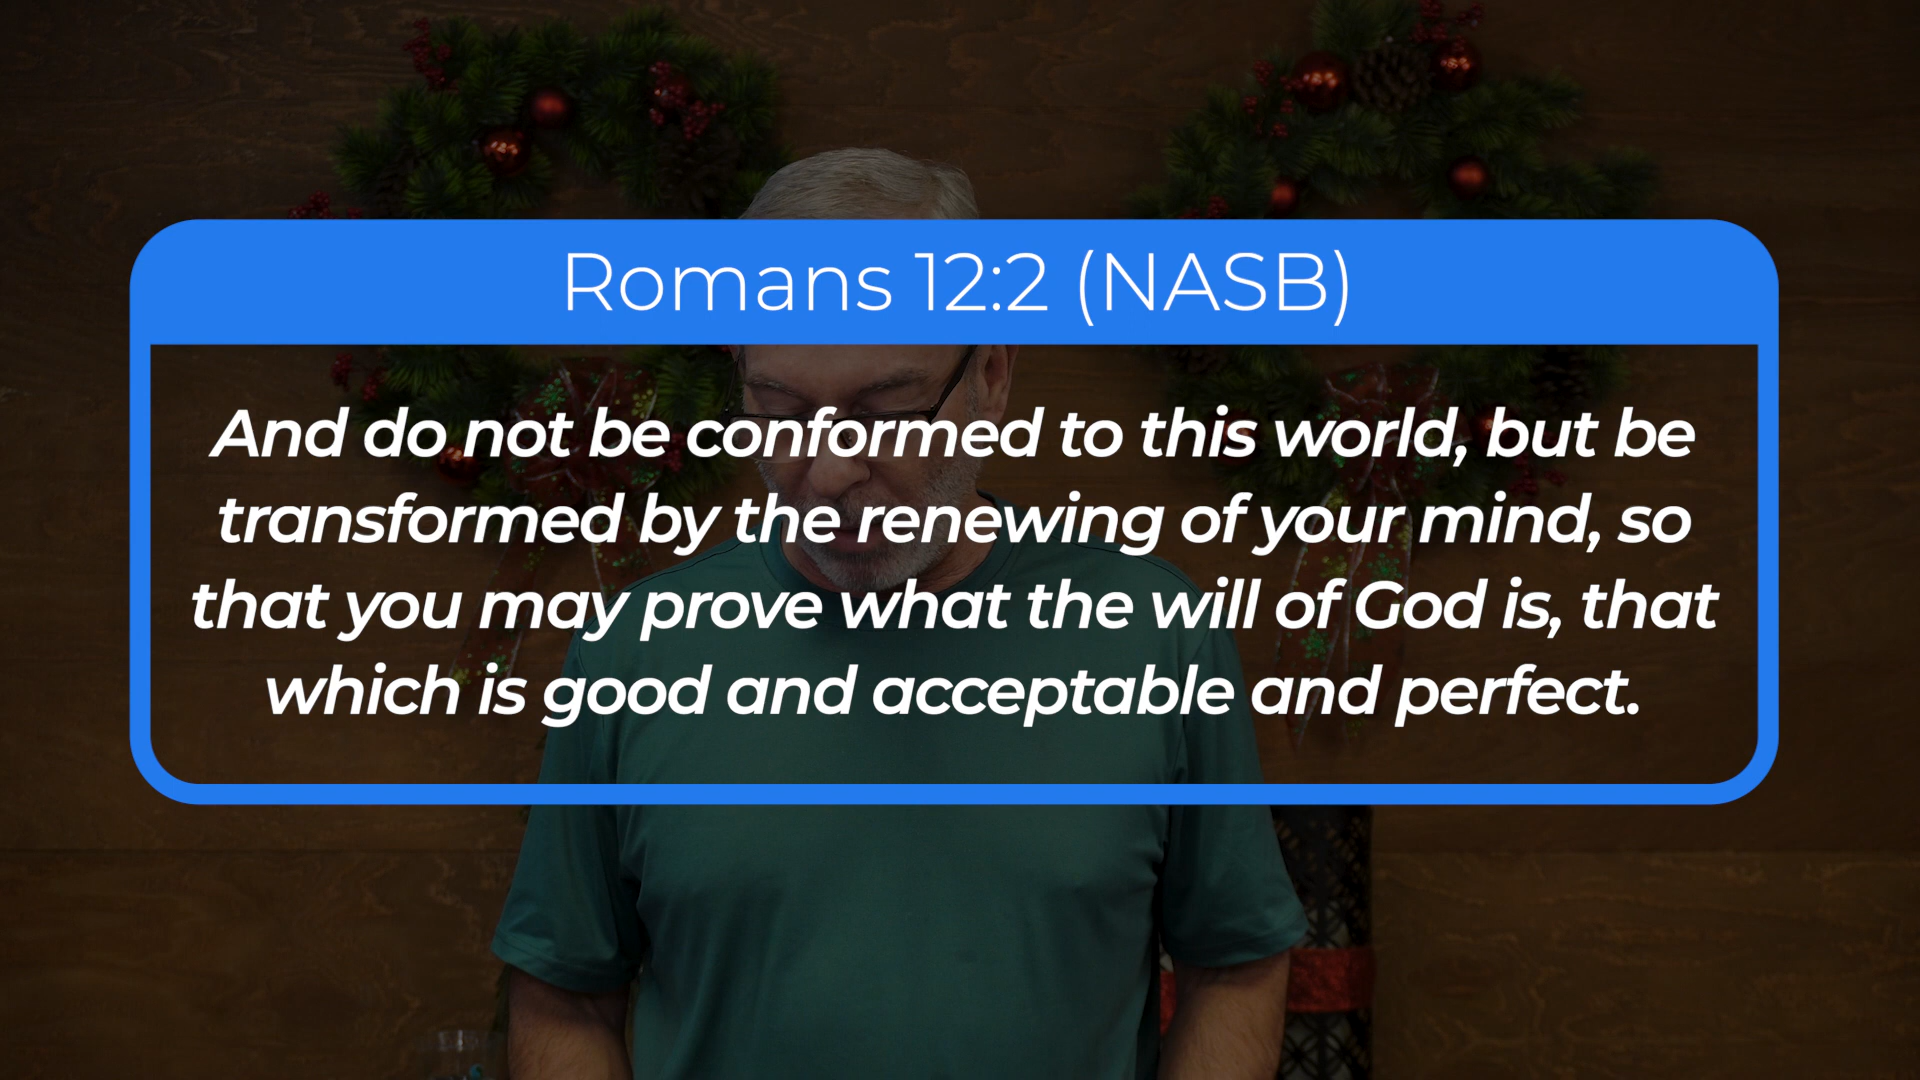 Romans 12:2 (NASB)
And do not be conformed to this world, but be
transformed by the renewing of your mind, so
that you may prove what the will of God is, that
which is good and acceptable and perfect.